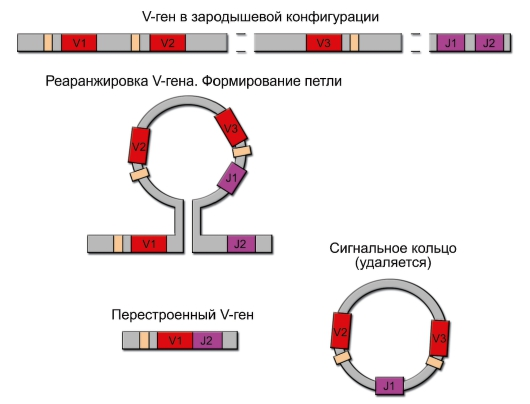 V-ген в зародышевой конфигурации
V1 V2 V3 J1 J2
Реаранжировка V-гена. Формирование петли
V3
V2
J1
V1 J2
Сигнальное кольцо
(удаляется)
Перестроенный V-ген
V1 J2
V2 V3
J1